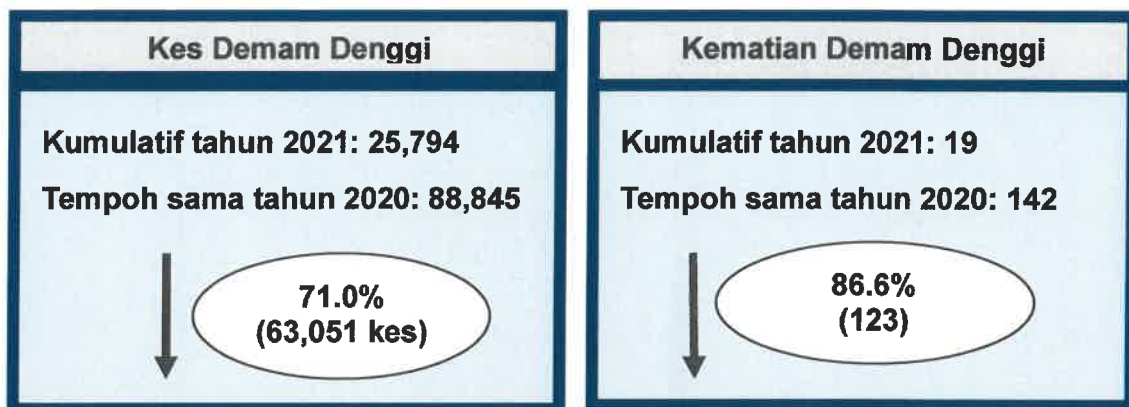 Kes Demam Denggi
Kumulatif tahun 2021: 25,794
Tempoh sama tahun 2020: 88,845
71.0%
(63,051 kes)
Kematian Demam Denggi
Kumulatif tahun 2021: 19
Tempoh sama tahun 2020: 142
86.6%
(123)